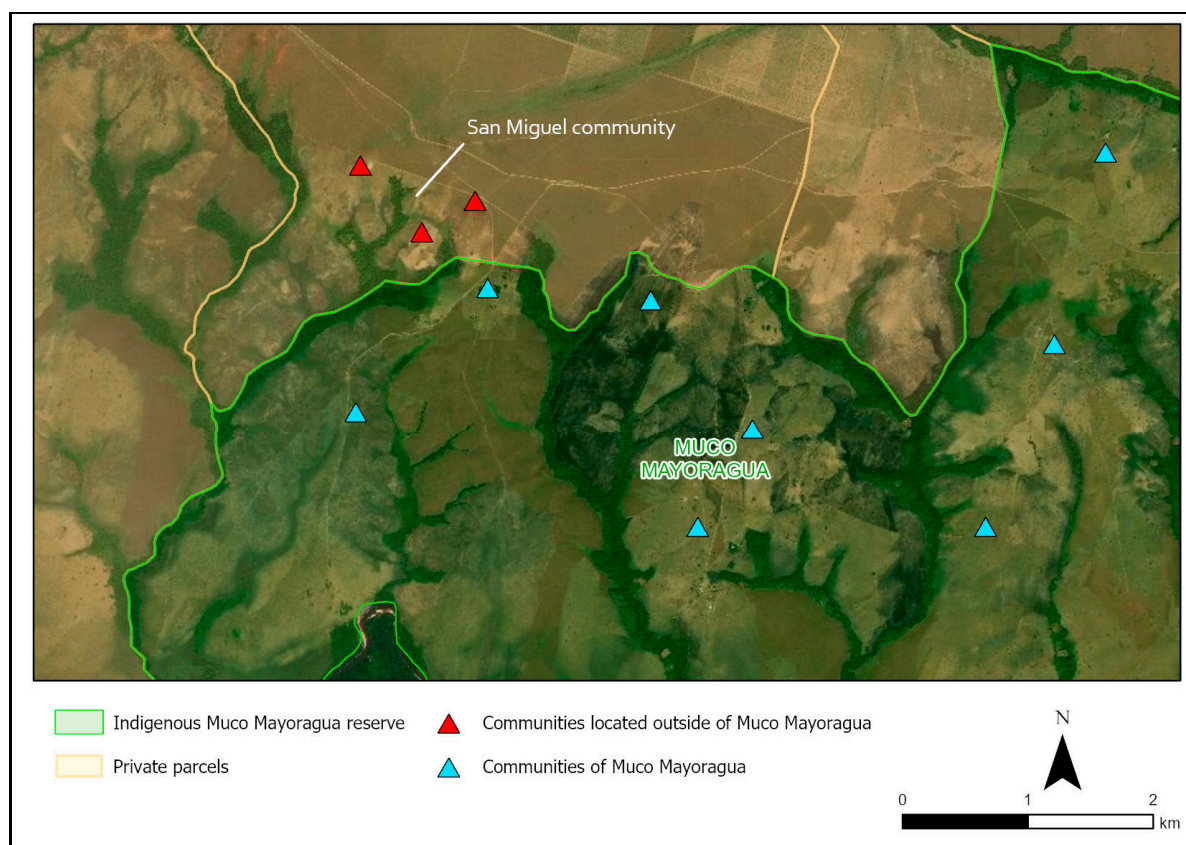 San Miguel community
MUCO
MAYORAGUA
Indigenous Muco Mayoragua reserve
Communities located outside of Muco Mayoragua
Private parcels
Communities of Muco Mayoragua
N
0 1 2
km